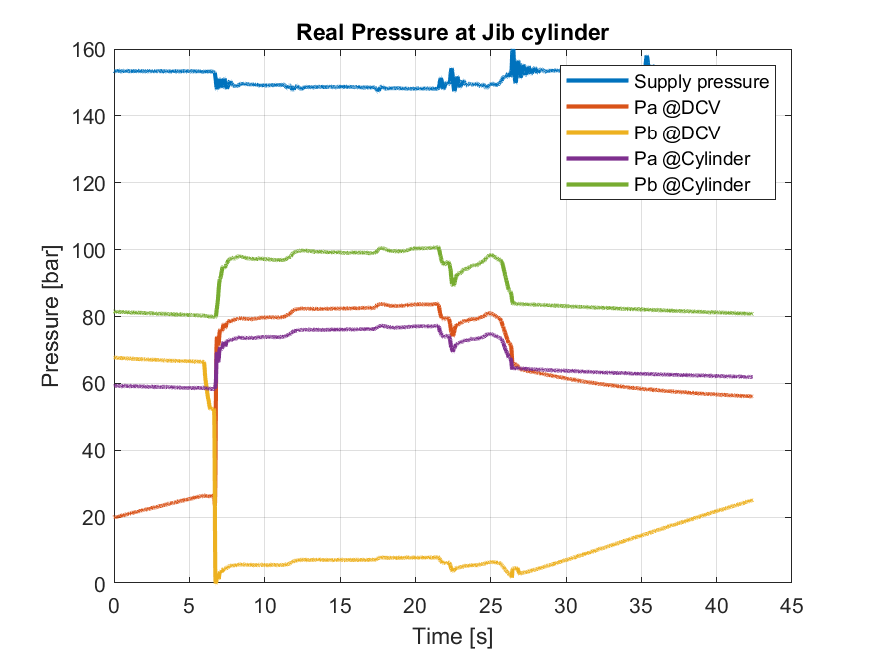 Real Pressure at Jib cylinder
Pressure [bar]
160
140
120
100
80
60
40
20
0
Supply pressure
Pa @DCV
Pb @DCV
Pa @Cylinder
Pb @Cylinder
0 5 10 15 20 25 30 35 40 45
Time [s]